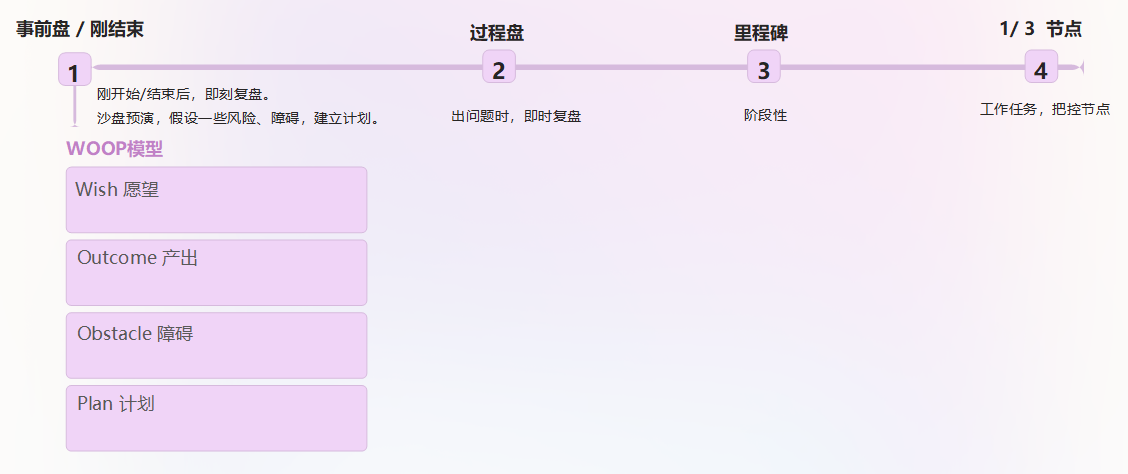 事前盘 / 刚结束
过程盘
里程碑
1/ 3 节点
1
2
3
4
刚开始/结束后，即刻复盘。
沙盘预演，假设一些风险、障碍，建立计划。
出问题时，即时复盘
阶段性
工作任务，把控节点
WOOP模型
Wish 愿望
Outcome 产出
Obstacle 障碍
Plan 计划